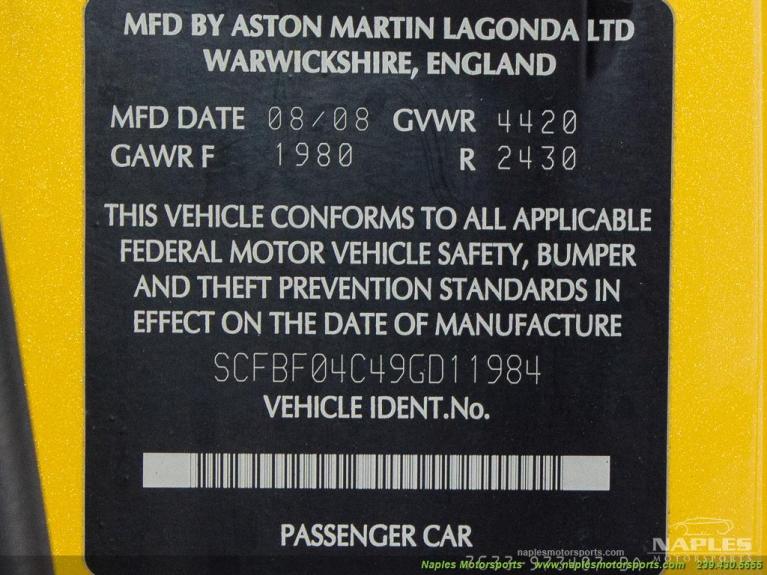 MFD BY ASTON MARTIN LAGONDA LTD
WARWICKSHIRE, ENGLAND
MFD DATE 08/08 GVWR 4420
GAWR F 1980 R 2430
THIS VEHICLE CONFORMS TO ALL APPLICABLE
FEDERAL MOTOR VEHICLE SAFETY, BUMPER
AND THEFT PREVENTION STANDARDS IN
EFFECT ON THE DATE OF MANUFACTURE
SCFBF04C49GD11984
VEHICLE IDENT.No.
PASSENGER CAR
naplesmotorsports.com
NAPLES
MOTORSPORTS
Naples Motorsports - www.naplesmotorsports.com 239.430.5555